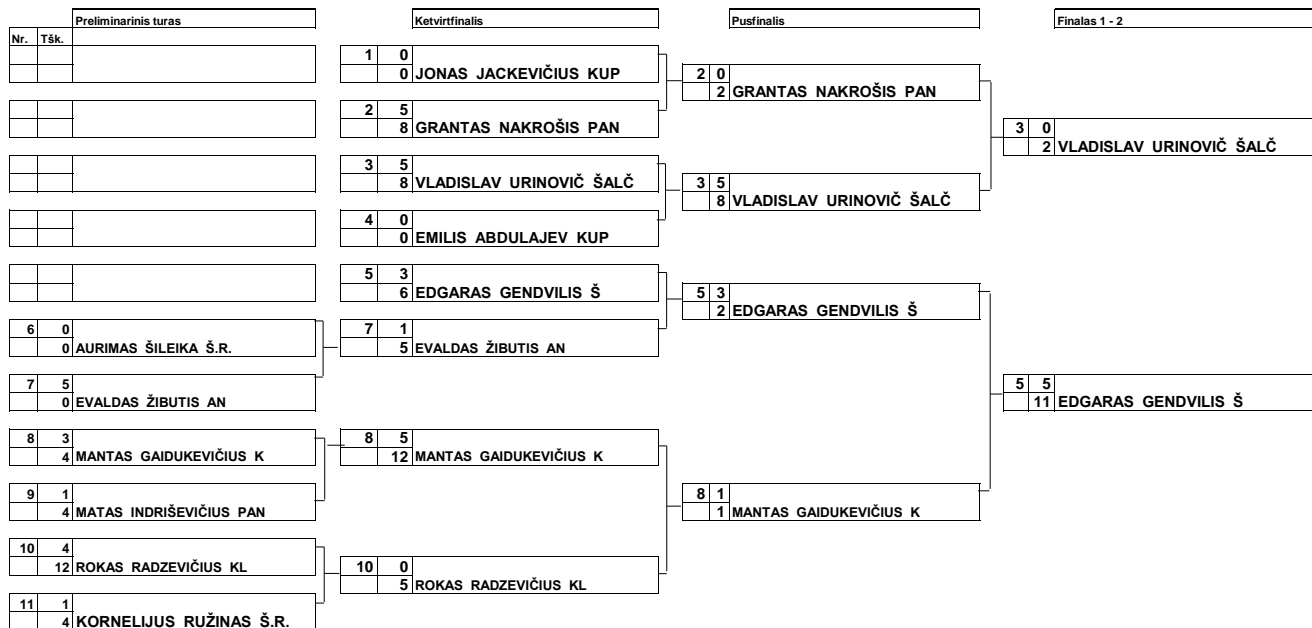 Preliminarinis turas
Nr. Tšk.
6 0
0 AURIMAS ŠILEIKA Š.R.
7 5
0 EVALDAS ŽIBUTIS AN
8 3
4 MANTAS GAIDUKEVIČIUS K
9 1
4 MATAS INDRIŠEVIČIUS PAN
10 4
12 ROKAS RADZEVIČIUS KL
11 1
4 KORNELIJUS RUŽINAS Š.R.
Ketvirtfinalis
1 0
0 JONAS JACKEVIČIUS KUP
2 5
8 GRANTAS NAKROŠIS PAN
3 5
8 VLADISLAV URINOVIČ ŠALČ
4 0
0 EMILIS ABDULAJEV KUP
5 3
6 EDGARAS GENDVILIS Š
7 1
5 EVALDAS ŽIBUTIS AN
8 5
12 MANTAS GAIDUKEVIČIUS K
10 0
5 ROKAS RADZEVIČIUS KL
Pusfinalis
2 0
2 GRANTAS NAKROŠIS PAN
3 5
8 VLADISLAV URINOVIČ ŠALČ
5 3
2 EDGARAS GENDVILIS Š
8 1
1 MANTAS GAIDUKEVIČIUS K
Finalas 1 - 2
3 0
2 VLADISLAV URINOVIČ ŠALČ
5 5
11 EDGARAS GENDVILIS Š